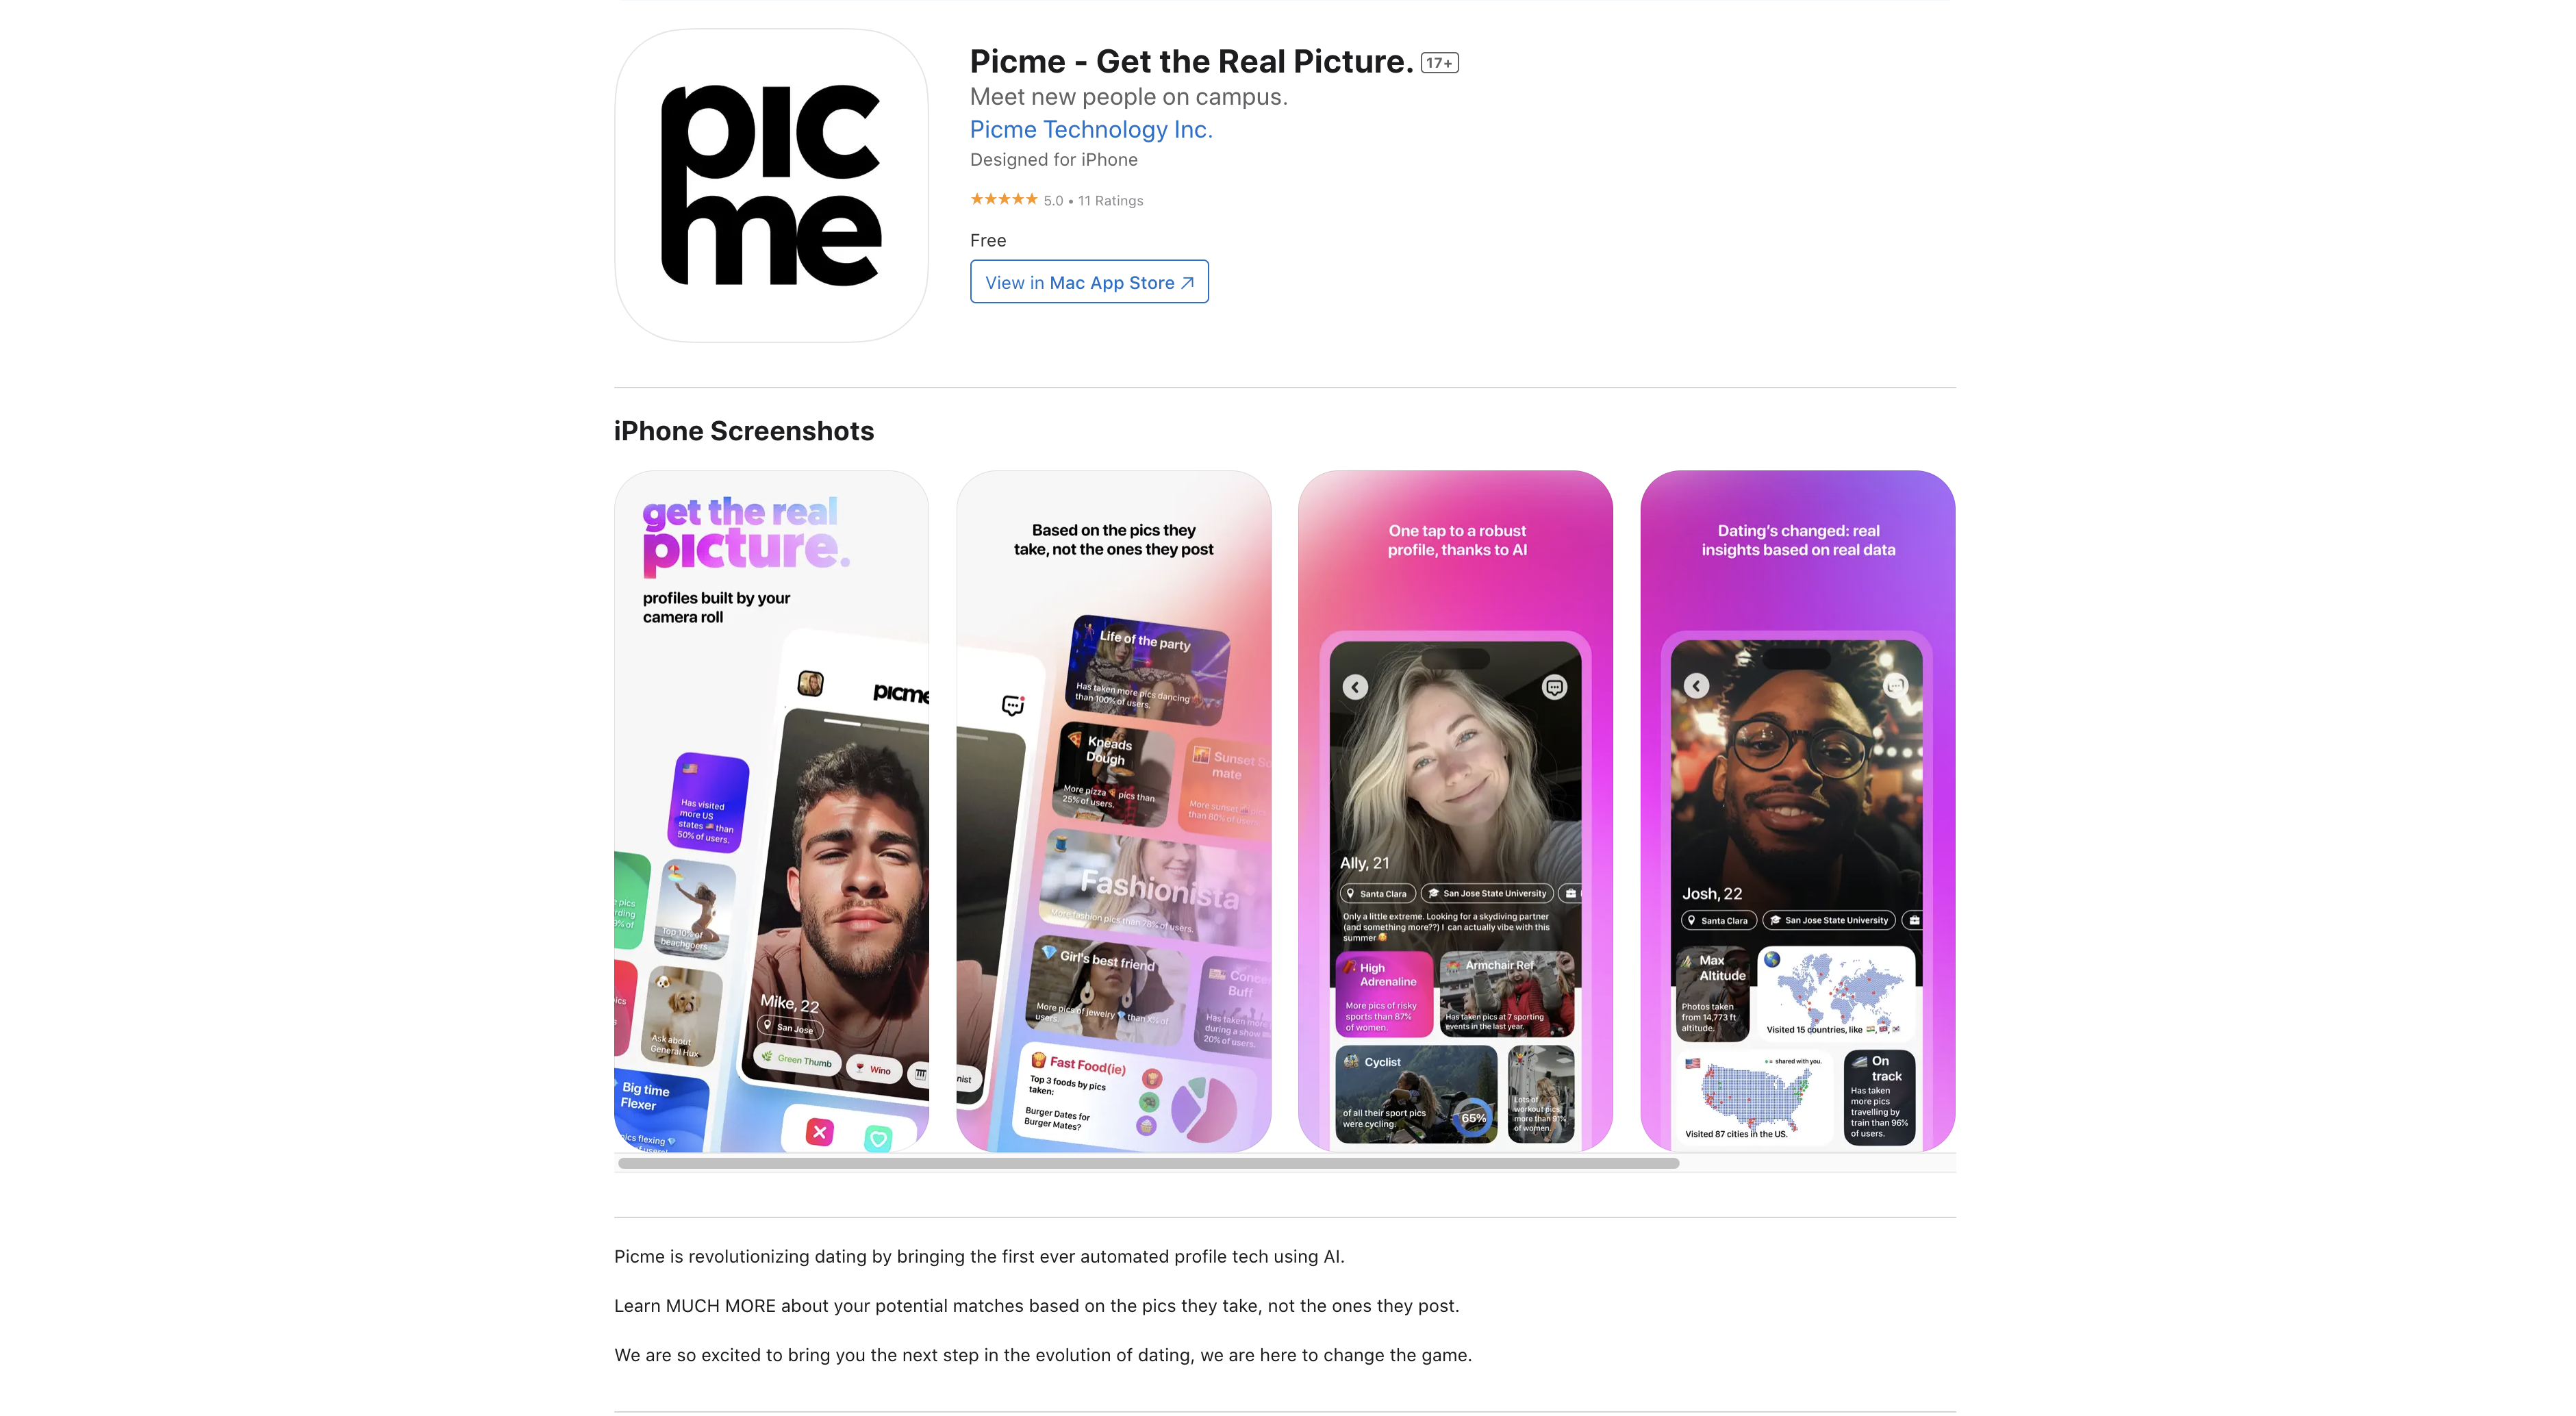 pic
me
Picme - Get the Real Picture. 17+
Meet new people on campus.
Picme Technology Inc.
Designed for iPhone
★★★★★ 5.0 • 11 Ratings
Free
View in Mac App Store
iPhone Screenshots
get the real
picture.
profiles built by your
camera roll
picme
Has visited
more US
states 🇺🇸 than
50% of users.
Top 10% of
beachgoers
Ask about
General Hux
Big time
Flexer
Mike, 22
San Jose
Green Thumb
Wino
Based on the pics they
take, not the ones they post
Life of the party
Has taken more pics dancing
than 100% of users.
Kneads
Dough
More pizza 🍕 pics than
25% of users.
Sunset
mate
More sunset
than 80% of
Fashionista
More fashion pics than 78% of users.
Girl's best friend
More pics of jewelry 💎 than
users.
Buff
Has taken more
during a show
20% of users.
Fast Food(ie)
Top 3 foods by pics
taken:
Burger Dates for
Burger Mates?
One tap to a robust
profile, thanks to AI
Ally, 21
Santa Clara
San Jose State University
Only a little extreme. Looking for a skydiving partner
(and something more??) I can actually vibe with this
summer
High
Adrenaline
More pics of risky
sports than 87%
of women.
Armchair Ref
Has taken pics at 7 sporting
events in the last year.
Cyclist
of all their sport pics
were cycling.
65%
Lots of
workout pics,
more than 91%
of women.
Dating's changed: real
insights based on real data
Josh, 22
Santa Clara
San Jose State University
Max
Altitude
Photos taken
from 14,773 ft
altitude.
Visited 15 countries, like 🇮🇳, 🇬🇧, 🇰🇷
shared with you.
Visited 87 cities in the US.
On
track
Has taken
more pics
travelling by
train than 96%
of users.
Picme is revolutionizing dating by bringing the first ever automated profile tech using AI.
Learn MUCH MORE about your potential matches based on the pics they take, not the ones they post.
We are so excited to bring you the next step in the evolution of dating, we are here to change the game.